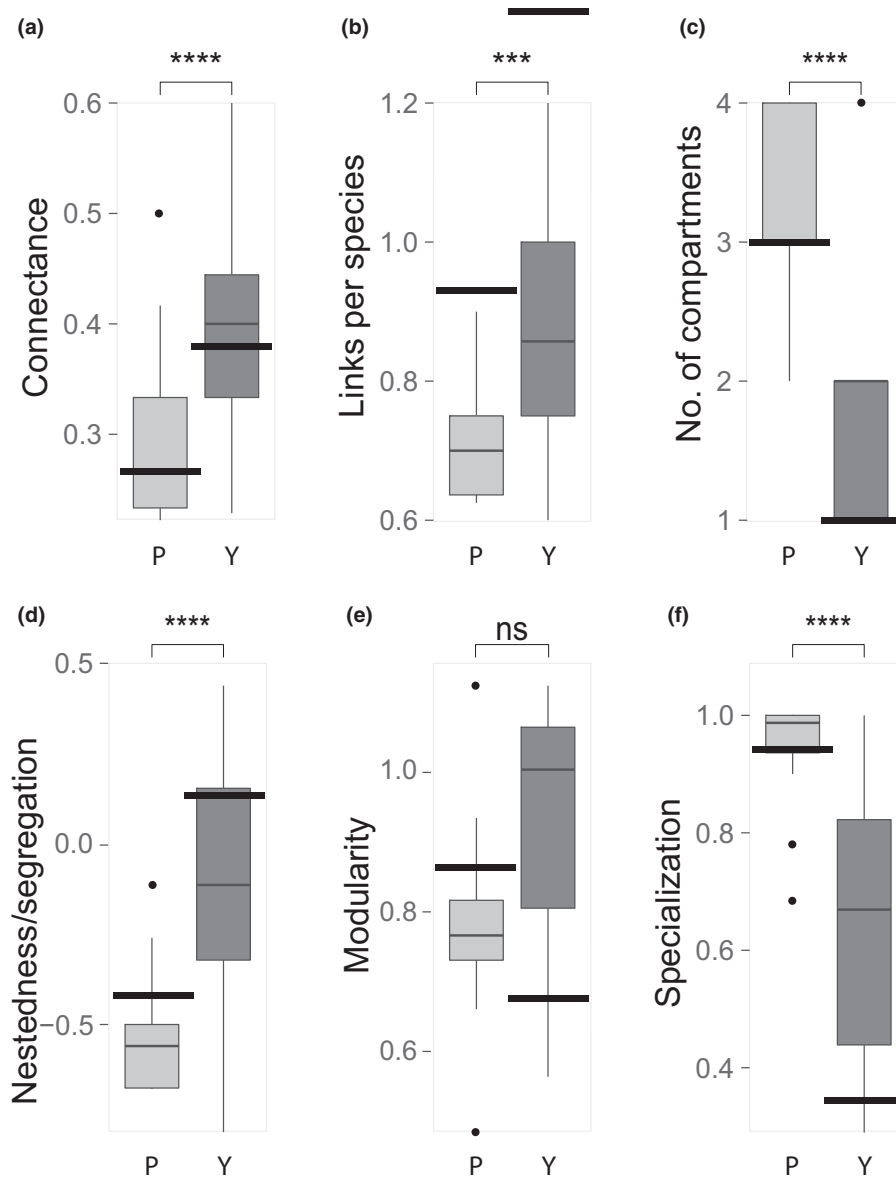 (a)
****
Connectance
0.6
0.5
0.4
0.3
P Y
(b)
***
Links per species
1.2
1.0
0.8
0.6
P Y
(c)
****
No. of compartments
4
3
2
1
P Y
(d)
****
Nestedness/segregation
0.5
0.0
−0.5
P Y
(e)
ns
Modularity
1.0
0.8
0.6
P Y
(f)
****
Specialization
1.0
0.8
0.6
0.4
P Y